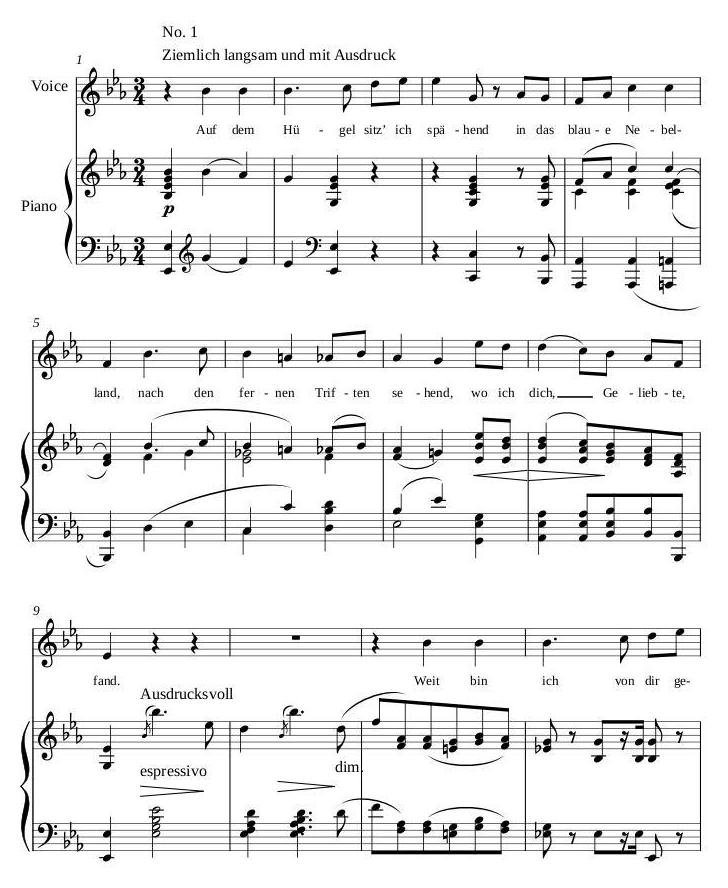 No. 1
Ziemlich langsam und mit Ausdruck
1
Voice
Auf dem Hü - gel sitz' ich spä - hend in das blau - e Ne - bel-
Piano
p
5
land, nach den fer - nen Trif - ten se - hend, wo ich dich, Ge - lieb - te,
9
fand. Weit bin ich von dir ge-
Ausdrucksvoll
espressivo dim.